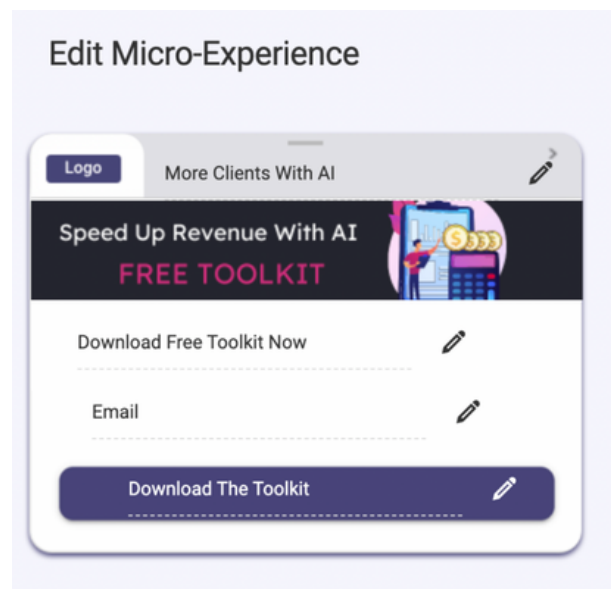 Edit Micro-Experience
Logo
More Clients With AI
Speed Up Revenue With AI
FREE TOOLKIT
Download Free Toolkit Now
Email
Download The Toolkit